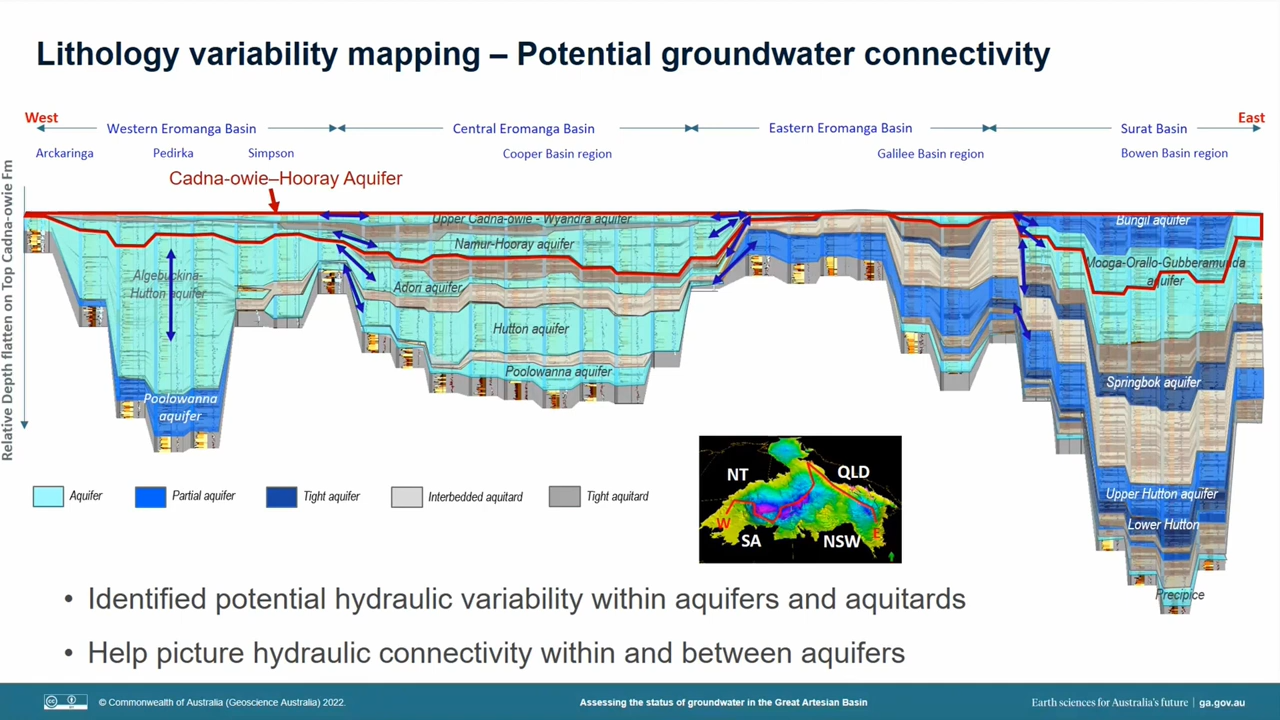 Lithology variability mapping – Potential groundwater connectivity
West
East
Western Eromanga Basin
Central Eromanga Basin
Eastern Eromanga Basin
Surat Basin
Arckaringa
Pedirka
Simpson
Cooper Basin region
Galilee Basin region
Bowen Basin region
Relative Depth flatten on Top Cadna-owie Fm
Cadna-owie–Hooray Aquifer
Upper Cadna-owie - Wyandra aquifer
Bungil aquifer
Namur-Hooray aquifer
Algebuckina-
Hutton aquifer
Mooga-Orallo-Gubberamunda
aquifer
Adori aquifer
Hutton aquifer
Poolowanna aquifer
Springbok aquifer
Poolowanna
aquifer
Upper Hutton aquifer
Lower Hutton
Precipice
Aquifer
Partial aquifer
Tight aquifer
Interbedded aquitard
Tight aquitard
NT
QLD
W
E
SA
NSW
• Identified potential hydraulic variability within aquifers and aquitards
• Help picture hydraulic connectivity within and between aquifers
© Commonwealth of Australia (Geoscience Australia) 2022.
Assessing the status of groundwater in the Great Artesian Basin
Earth sciences for Australia's future | ga.gov.au